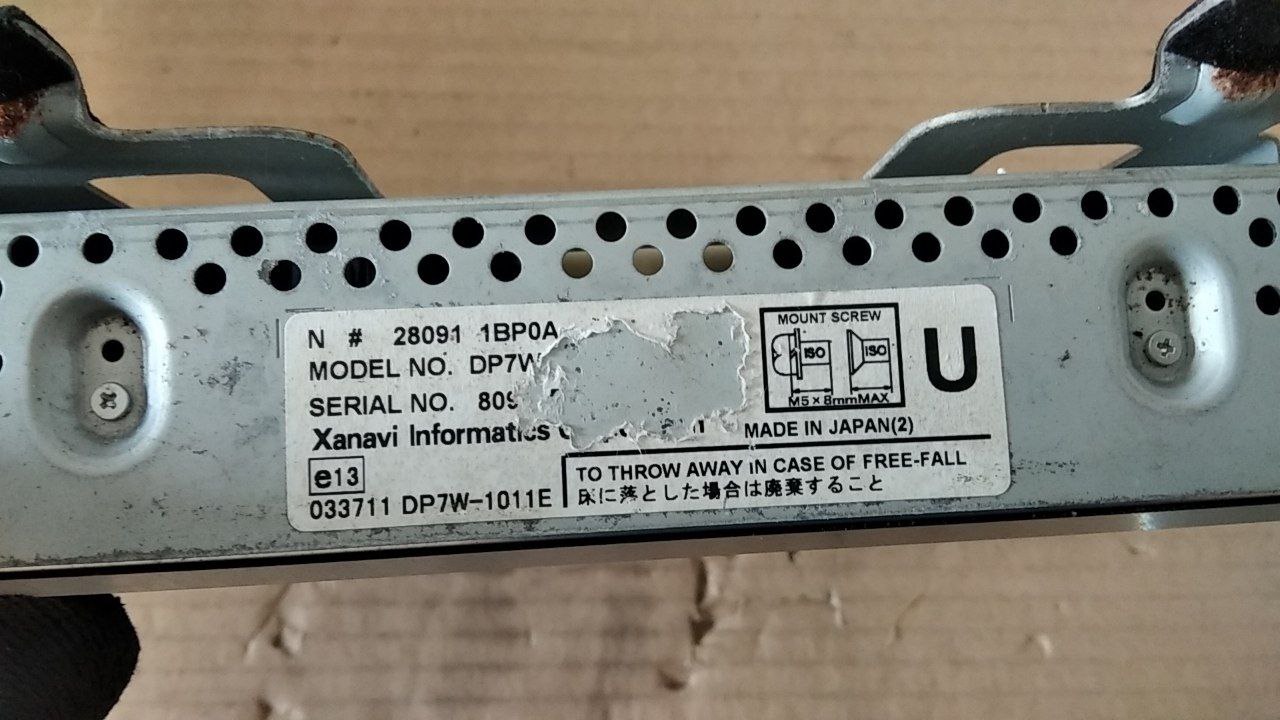 N # 28091 1BP0A
MODEL NO. DP7W
SERIAL NO. 809
Xanavi Informatics
MOUNT SCREW
ISO ISO
M5×8mmMAX
U
MADE IN JAPAN(2)
e13
033711 DP7W-1011E
TO THROW AWAY IN CASE OF FREE-FALL
床に落とした場合は廃棄すること